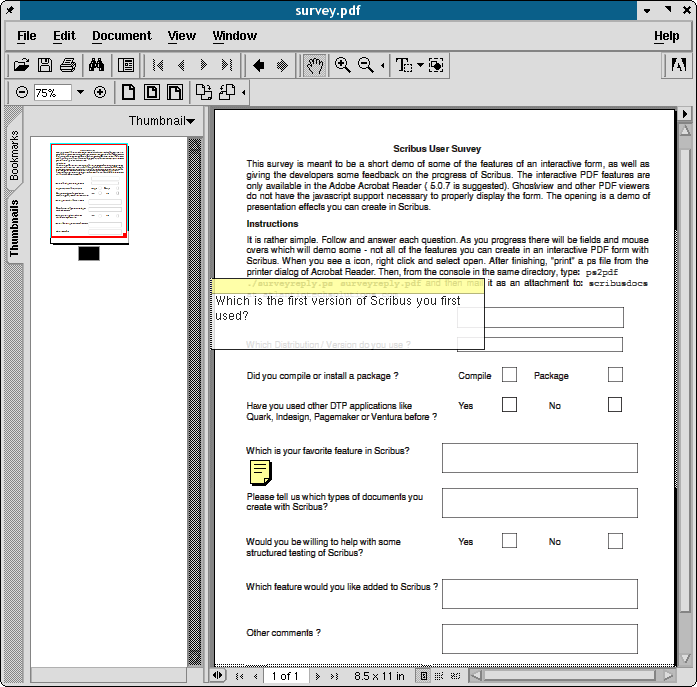 survey.pdf
File Edit Document View Window Help
75%
Thumbnail
Bookmarks
Thumbnails
Scribus User Survey
This survey is meant to be a short demo of some of the features of an interactive form, as well as
giving the developers some feedback on the progress of Scribus. The interactive PDF features are
only available in the Adobe Acrobat Reader ( 5.0.7 is suggested). Ghostview and other PDF viewers
do not have the javascript support necessary to properly display the form. The opening is a demo of
presentation effects you can create in Scribus.
Instructions
It is rather simple. Follow and answer each question. As you progress there will be fields and mouse
overs which will demo some - not all of the features you can create in an interactive PDF form with
Scribus. When you see a icon, right click and select open. After finishing, "print" a ps file from the
printer dialog of Acrobat Reader. Then, from the console in the same directory, type: ps2pdf
./surveyreply.ps surveyreply.pdf and then mail it as an attachment to: scribusdocs
Which is the first version of Scribus you first
used?
Which Distribution / Version do you use ?
Did you compile or install a package ? Compile Package
Have you used other DTP applications like
Quark, Indesign, Pagemaker or Ventura before ? Yes No
Which is your favorite feature in Scribus?
Please tell us which types of documents you
create with Scribus?
Would you be willing to help with some
structured testing of Scribus? Yes No
Which feature would you like added to Scribus ?
Other comments ?
1 of 1 8.5 x 11 in